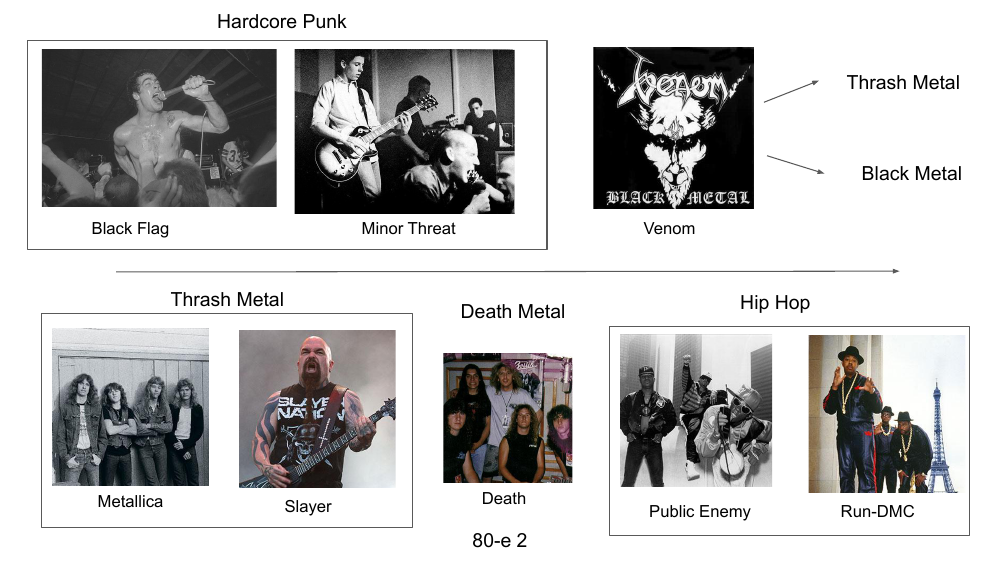 Hardcore Punk
Venom
BLACK METAL
Black Flag
Minor Threat
Venom
Thrash Metal
Black Metal
Thrash Metal
Death Metal
Hip Hop
SLAYE
NATION
Metallica
Slayer
Death
Public Enemy
Run-DMC
80-e 2